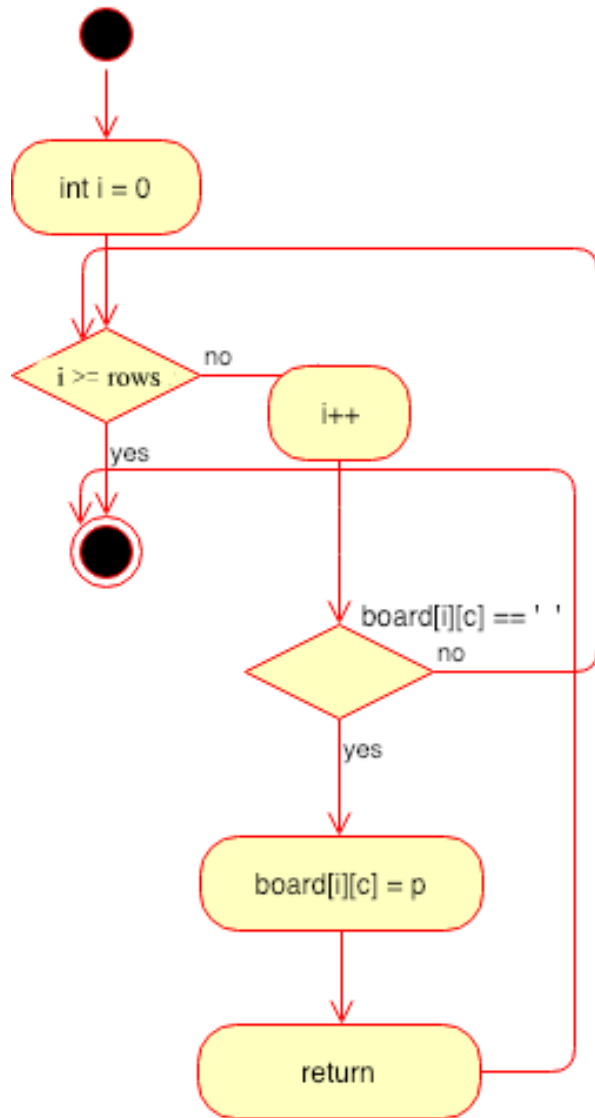 int i = 0
i >= rows
no
i++
yes
board[i][c] == ' '
no
yes
board[i][c] = p
return